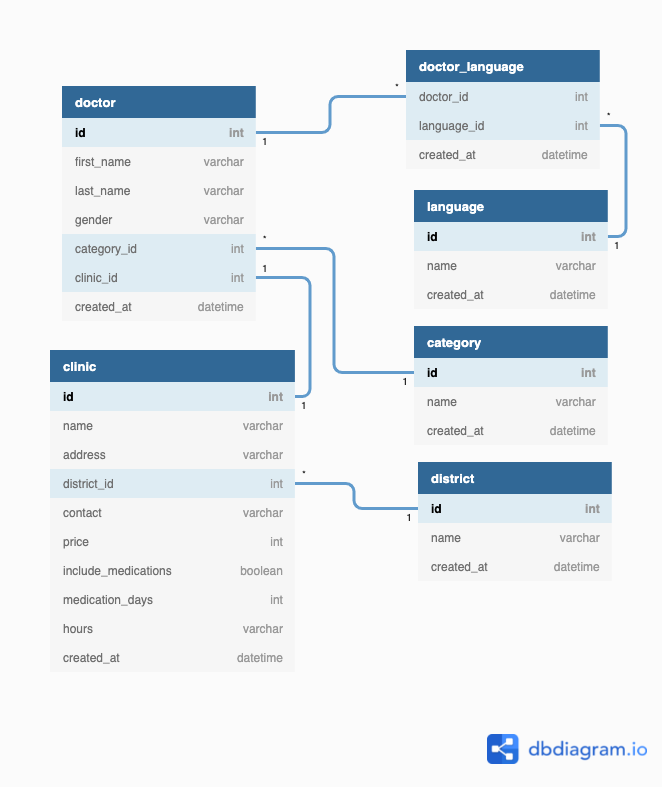 doctor
id int
first_name varchar
last_name varchar
gender varchar
category_id int
clinic_id int
created_at datetime
1
*
1
doctor_language
doctor_id int
language_id int
created_at datetime
*
*
language
id int
name varchar
created_at datetime
1
category
id int
name varchar
created_at datetime
1
clinic
id int
name varchar
address varchar
district_id int
contact varchar
price int
include_medications boolean
medication_days int
hours varchar
created_at datetime
1
*
district
id int
name varchar
created_at datetime
1
dbdiagram.io